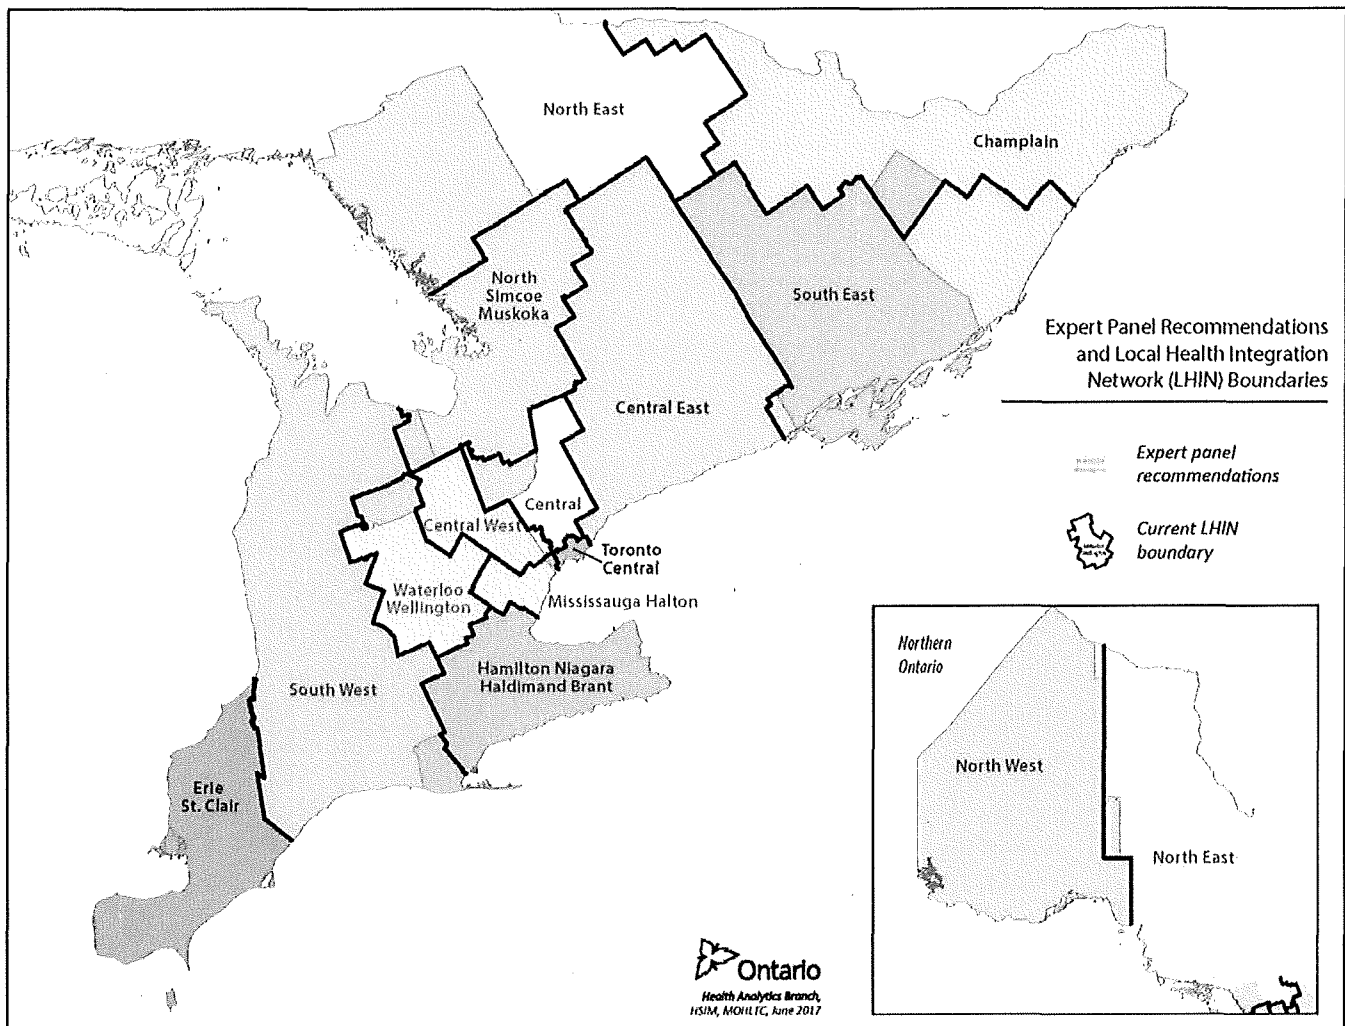 North East
Champlain
North
Simcoe
Muskoka
South East
Expert Panel Recommendations
and Local Health Integration
Network (LHIN) Boundaries
Central East
Expert panel
recommendations
Central
Central West
Current LHIN
boundary
Toronto
Central
Waterloo
Wellington
Mississauga Halton
Northern
Ontario
Hamilton Niagara
Haldimand Brant
South West
North West
Erie
St. Clair
North East
Ontario
Health Analytics Branch,
HSIM, MOHLTC, June 2017